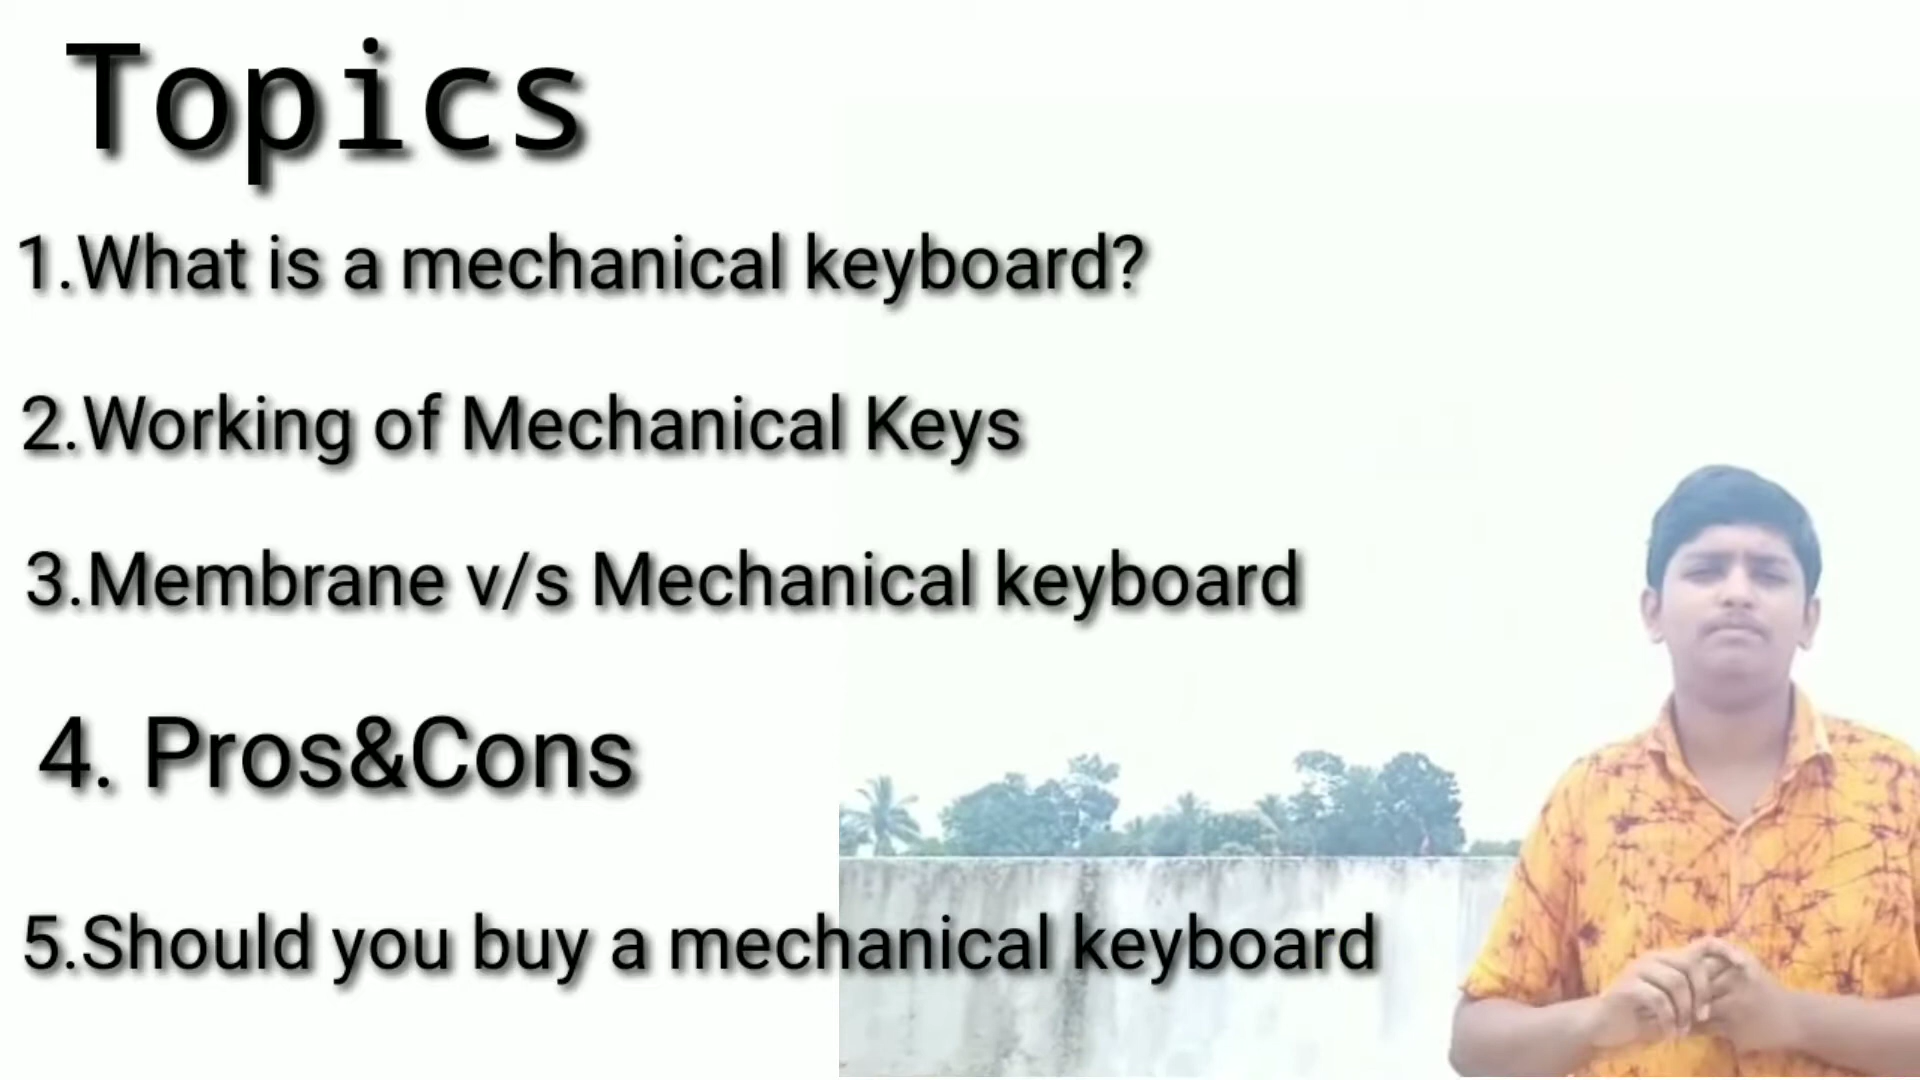 Topics
1.What is a mechanical keyboard?
2.Working of Mechanical Keys
3.Membrane v/s Mechanical keyboard
4. Pros&Cons
5.Should you buy a mechanical keyboard